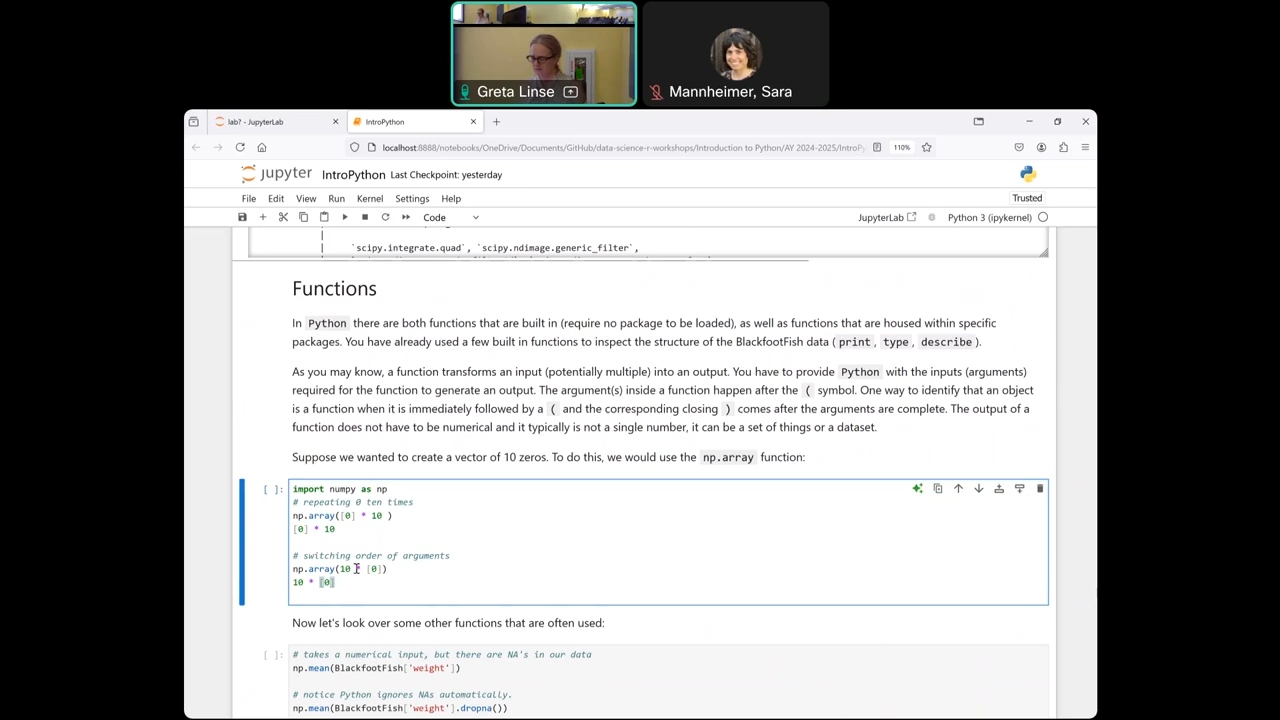 Greta Linse
Mannheimer, Sara
lab? - JupyterLab
IntroPython
localhost:8888/notebooks/OneDrive/Documents/GitHub/data-science-r-workshops/Introduction to Python/AY 2024-2025/IntroP
110%
jupyter IntroPython Last Checkpoint: yesterday
File Edit View Run Kernel Settings Help
Trusted
Code
JupyterLab
Python 3 (ipykernel)
| `scipy.integrate.quad`, `scipy.ndimage.generic_filter`,
Functions
In Python there are both functions that are built in (require no package to be loaded), as well as functions that are housed within specific
packages. You have already used a few built in functions to inspect the structure of the BlackfootFish data ( print , type , describe ).
As you may know, a function transforms an input (potentially multiple) into an output. You have to provide Python with the inputs (arguments)
required for the function to generate an output. The argument(s) inside a function happen after the ( symbol. One way to identify that an object
is a function when it is immediately followed by a ( and the corresponding closing ) comes after the arguments are complete. The output of a
function does not have to be numerical and it typically is not a single number, it can be a set of things or a dataset.
Suppose we wanted to create a vector of 10 zeros. To do this, we would use the np.array function:
[ ]: import numpy as np
# repeating 0 ten times
np.array([0] * 10 )
[0] * 10
# switching order of arguments
np.array(10 * [0])
10 * [0]
Now let's look over some other functions that are often used:
[ ]: # takes a numerical input, but there are NA's in our data
np.mean(BlackfootFish['weight'])
# notice Python ignores NAs automatically.
np.mean(BlackfootFish['weight'].dropna())